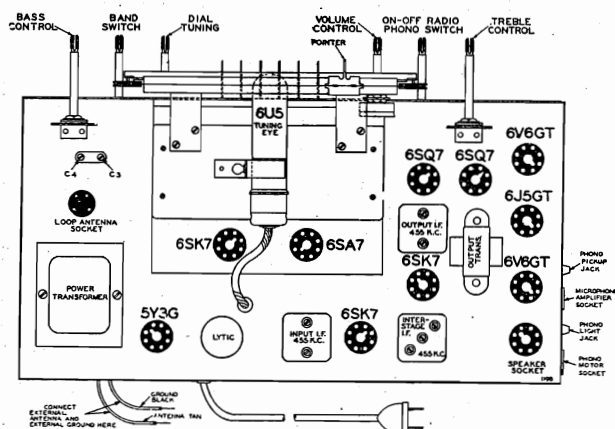 BASS CONTROL
BAND SWITCH
DIAL TUNING
VOLUME CONTROL
ON-OFF RADIO PHONO SWITCH
TREBLE CONTROL
POINTER
6U5
TUNING EYE
C4
C3
LOOP ANTENNA
SOCKET
6SQ7
6SQ7
6V6GT
6J5GT
OUTPUT I.F.
455 K.C.
OUTPUT TRANS.
6SK7
6SA7
6SK7
6V6GT
POWER
TRANSFORMER
5Y3G
LYTIC
INPUT I.F.
455 K.C.
6SK7
INTER-
STAGE
I.F.
455 K.C.
SPEAKER
SOCKET
1198
PHONO
PICKUP
JACK
MICROPHONE
AMPLIFIER
SOCKET
PHONO
LIGHT
JACK
PHONO
MOTOR
SOCKET
GROUND
BLACK
ANTENNA TAN
CONNECT
EXTERNAL
ANTENNA AND
EXTERNAL GROUND HERE